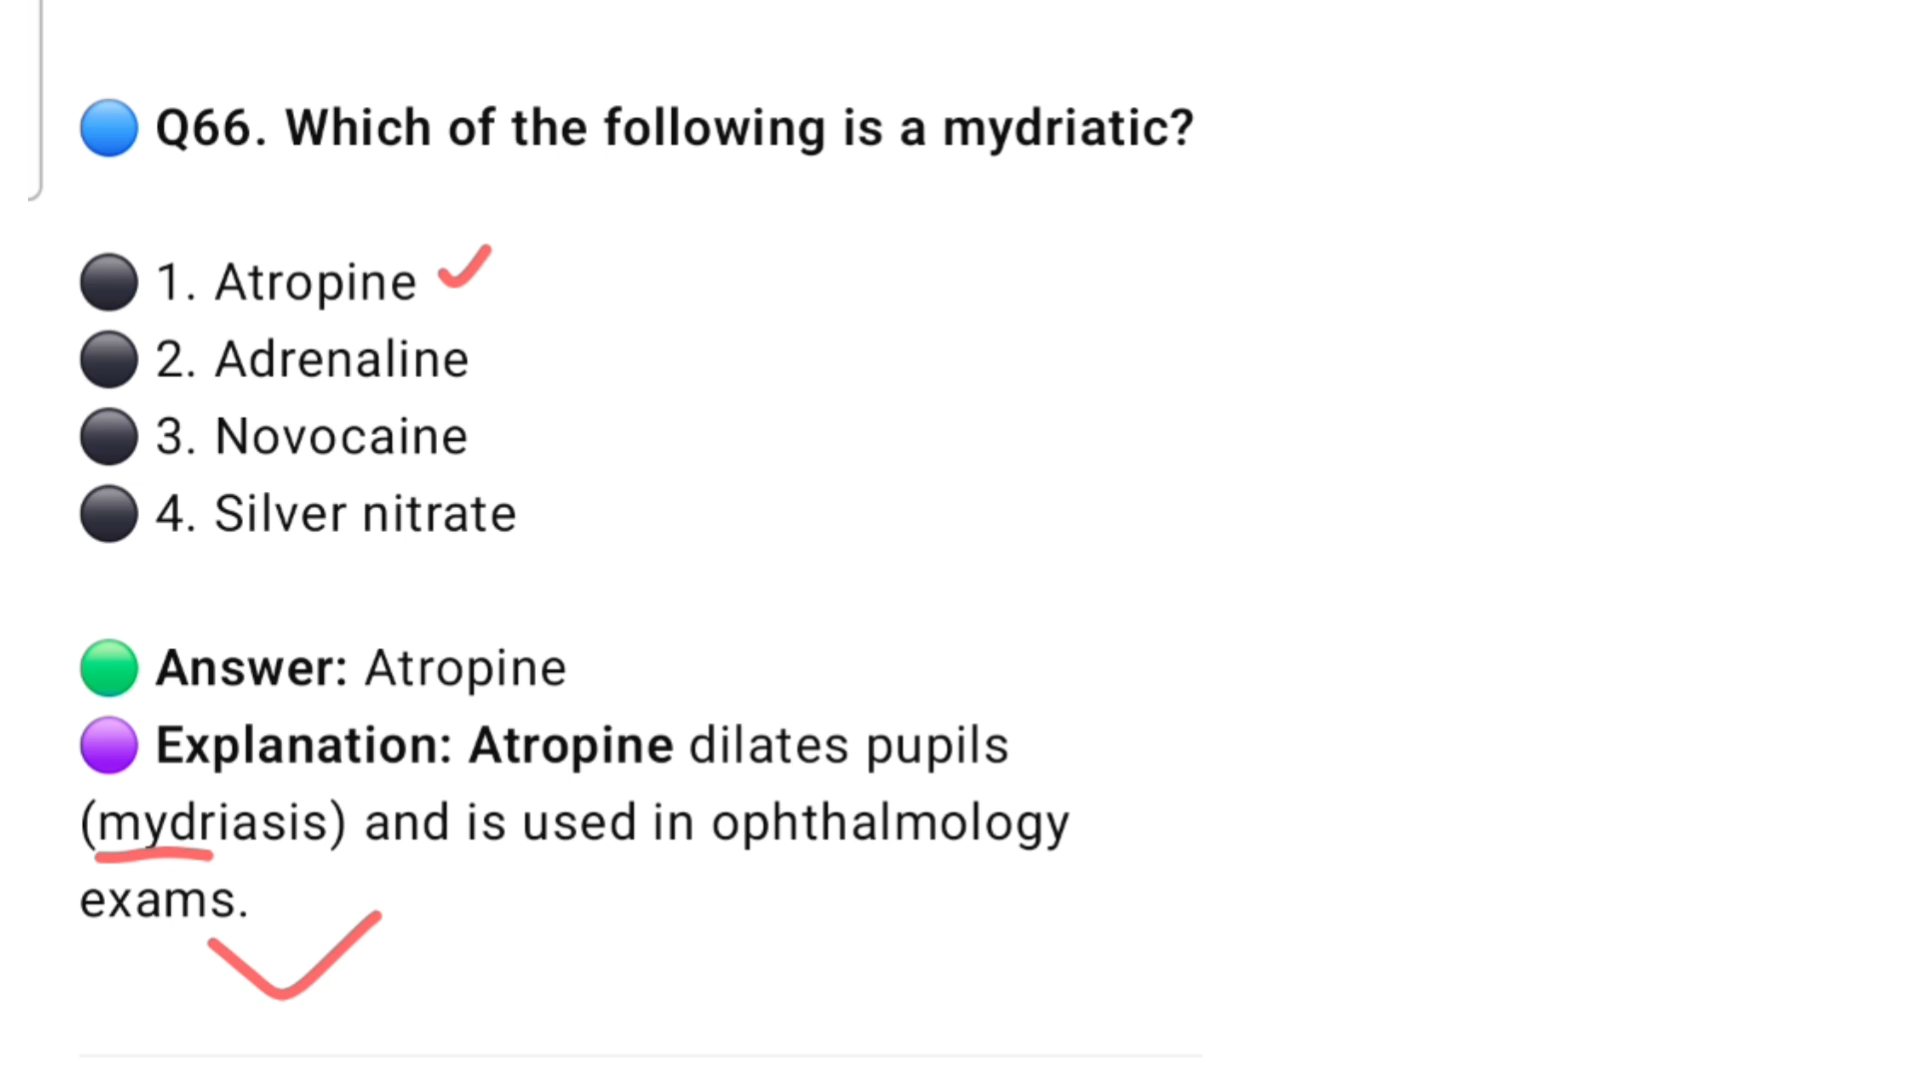 Q66. Which of the following is a mydriatic?
1. Atropine
2. Adrenaline
3. Novocaine
4. Silver nitrate
Answer: Atropine
Explanation: Atropine dilates pupils
(mydriasis) and is used in ophthalmology
exams.